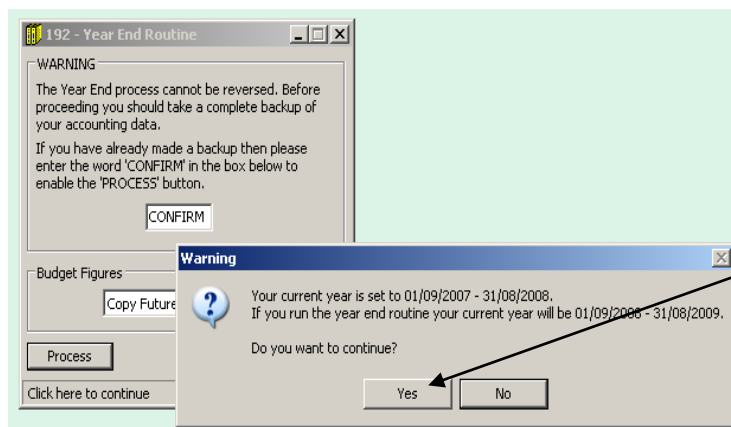 192 - Year End Routine
WARNING
The Year End process cannot be reversed. Before
proceeding you should take a complete backup of
your accounting data.
If you have already made a backup then please
enter the word 'CONFIRM' in the box below to
enable the 'PROCESS' button.
CONFIRM
Budget Figures
Copy Future
Process
Click here to continue
Warning
Your current year is set to 01/09/2007 - 31/08/2008.
If you run the year end routine your current year will be 01/09/2008 - 31/08/2009.
Do you want to continue?
Yes
No